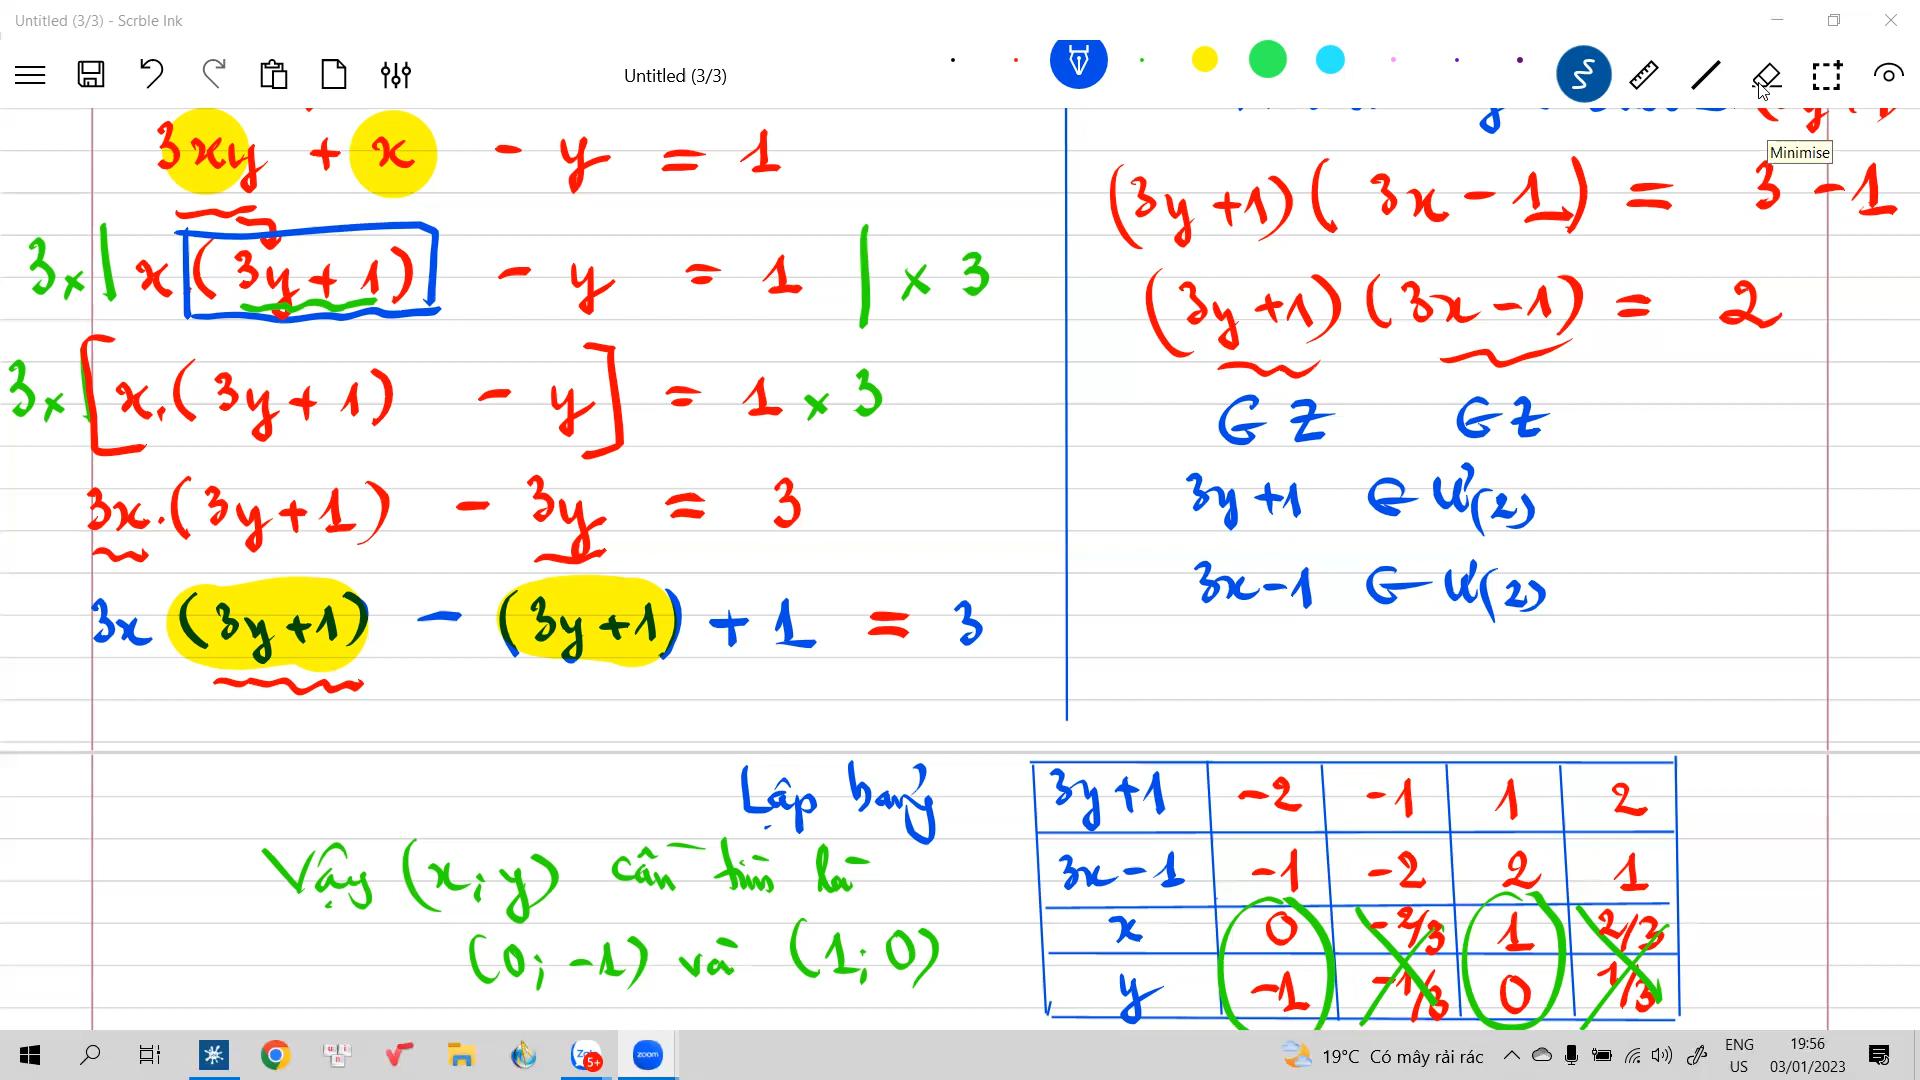 Untitled (3/3) - Scrble Ink
Untitled (3/3)
Minimise
3xy + x - y = 1
3× | x (3y+1) - y = 1 | × 3
3× [x.(3y+1) - y] = 1 × 3
3x.(3y+1) - 3y = 3
3x (3y+1) - (3y+1) + 1 = 3
(3y+1)(3x-1) = 3-1
(3y+1)(3x-1) = 2
∈ Z ∈ Z
3y+1 ∈ Ư(2)
3x-1 ∈ Ư(2)
Lập bảng
Vậy (x; y) cần tìm là
(0; -1) và (1; 0)
3y+1 -2 -1 1 2
3x-1 -1 -2 2 1
x 0 -2/3 1 2/3
y -1 -1/3 0 1/3
5+
zoom
19°C Có mây rải rác
ENG
US
19:56
03/01/2023